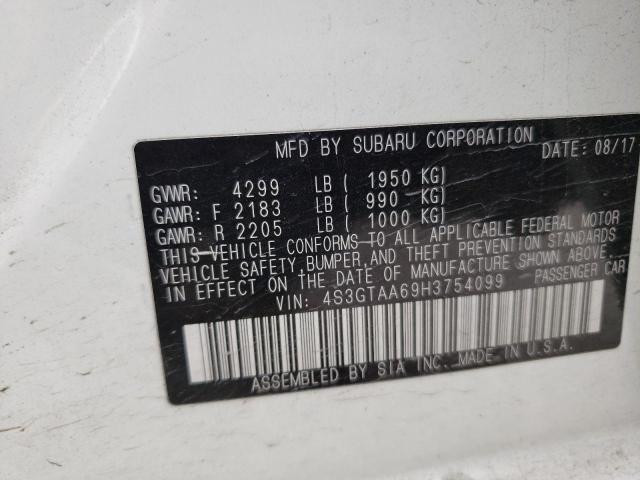 MFD BY SUBARU CORPORATION DATE: 08/17
GVWR: 4299 LB ( 1950 KG)
GAWR: F 2183 LB ( 990 KG)
GAWR: R 2205 LB ( 1000 KG)
THIS VEHICLE CONFORMS TO ALL APPLICABLE FEDERAL MOTOR
VEHICLE SAFETY, BUMPER, AND THEFT PREVENTION STANDARDS
IN EFFECT ON THE DATE OF MANUFACTURE SHOWN ABOVE.
VIN: 4S3GTAA69H3754099 PASSENGER CAR
ASSEMBLED BY SIA INC. MADE IN U.S.A.